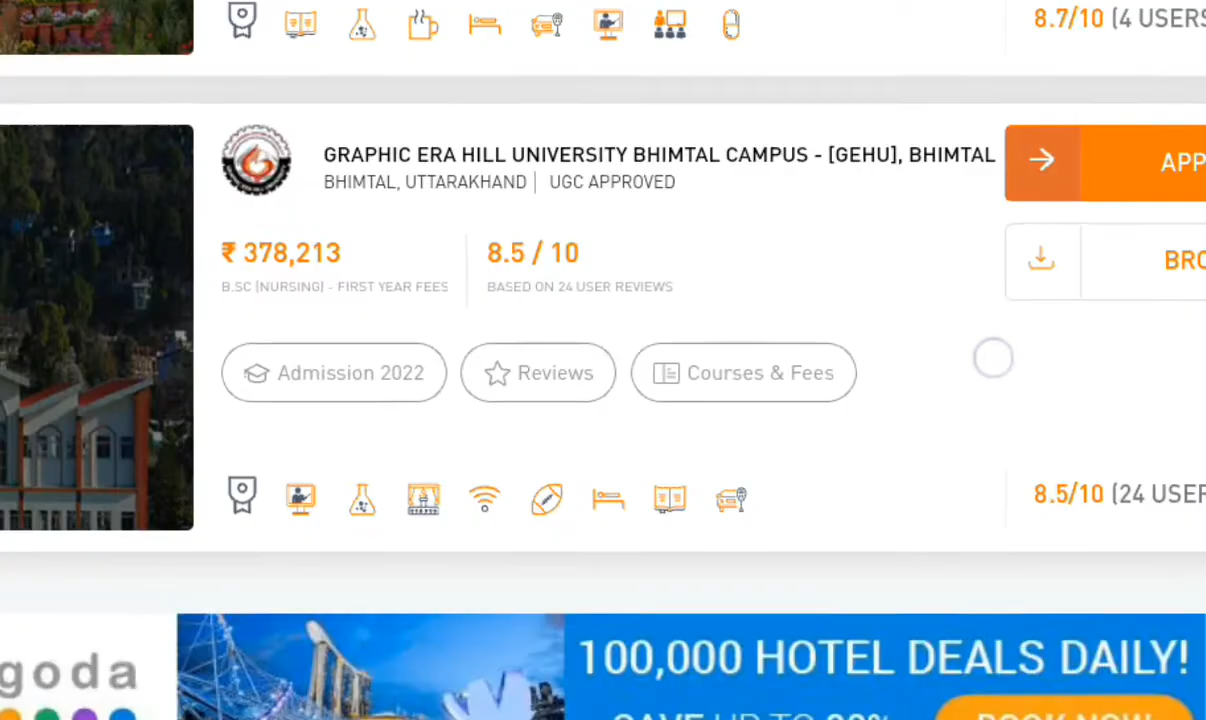 8.7/10 (4 USERS
GRAPHIC ERA HILL UNIVERSITY BHIMTAL CAMPUS - [GEHU], BHIMTAL
BHIMTAL, UTTARAKHAND | UGC APPROVED
APP
₹ 378,213
8.5 / 10
B.SC (NURSING) - FIRST YEAR FEES
BASED ON 24 USER REVIEWS
BRO
Admission 2022
Reviews
Courses & Fees
8.5/10 (24 USER
goda
100,000 HOTEL DEALS DAILY!